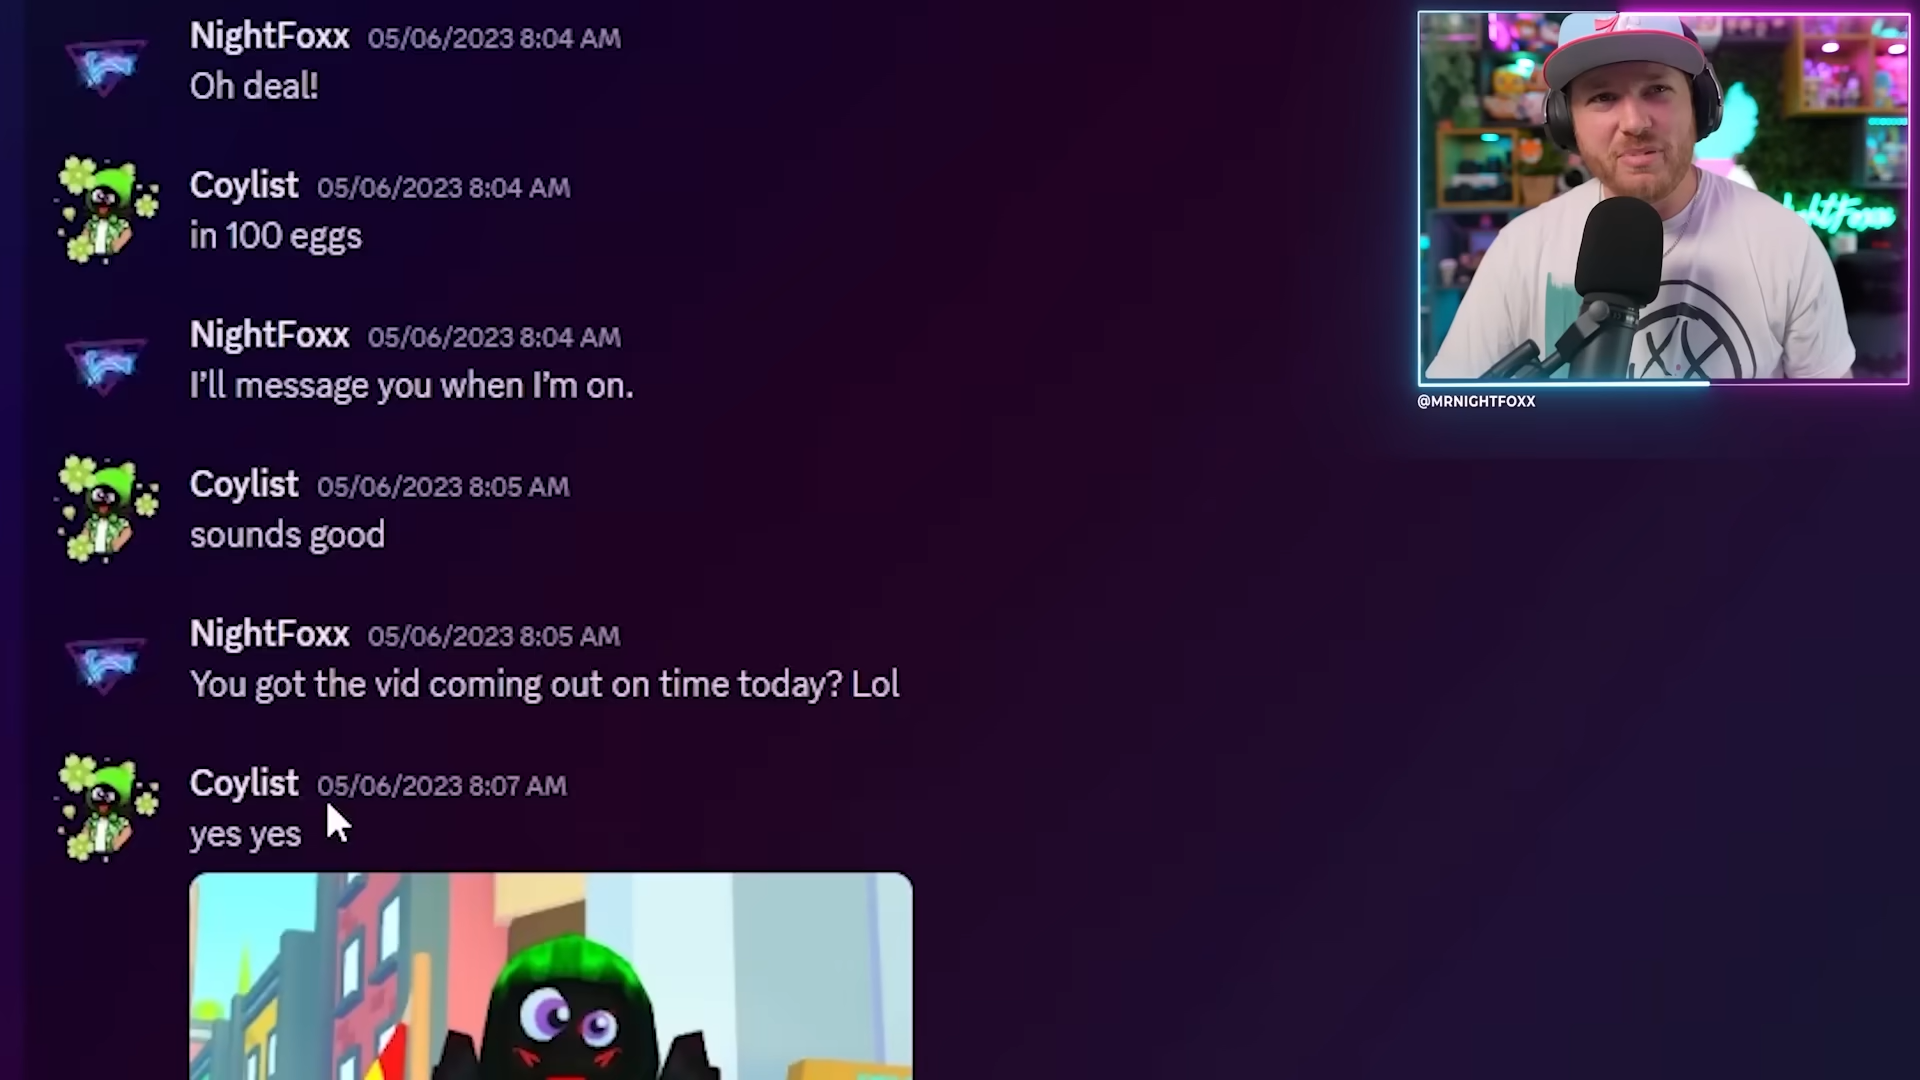 NightFoxx 05/06/2023 8:04 AM
Oh deal!
Coylist 05/06/2023 8:04 AM
in 100 eggs
NightFoxx 05/06/2023 8:04 AM
I'll message you when I'm on.
Coylist 05/06/2023 8:05 AM
sounds good
NightFoxx 05/06/2023 8:05 AM
You got the vid coming out on time today? Lol
Coylist 05/06/2023 8:07 AM
yes yes
@MRNIGHTFOXX